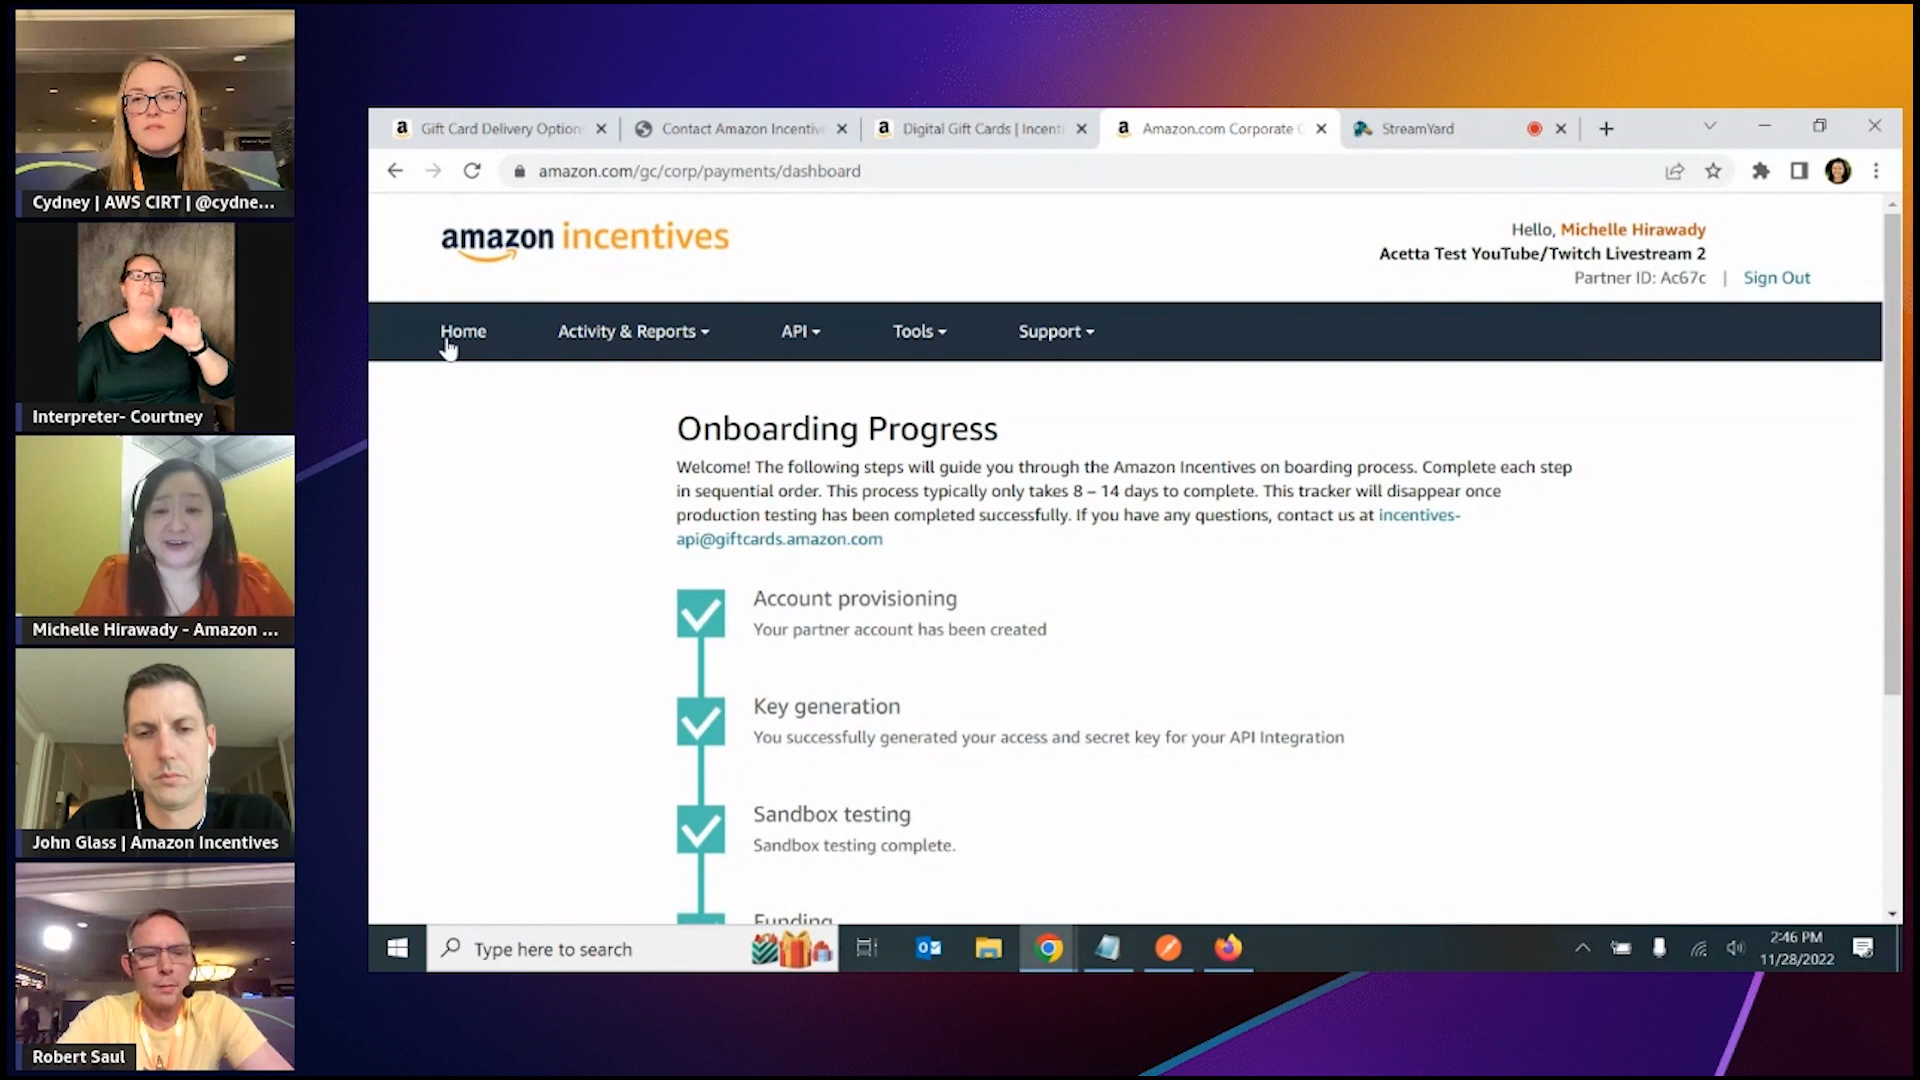 Cydney | AWS CIRT | @cydne...
Interpreter- Courtney
Michelle Hirawady - Amazon ...
John Glass | Amazon Incentives
Robert Saul
Gift Card Delivery Option
Contact Amazon Incentiv
Digital Gift Cards | Incent
Amazon.com Corporate G
StreamYard
amazon.com/gc/corp/payments/dashboard
amazon incentives
Hello, Michelle Hirawady
Acetta Test YouTube/Twitch Livestream 2
Partner ID: Ac67c | Sign Out
Home Activity & Reports API Tools Support
Onboarding Progress
Welcome! The following steps will guide you through the Amazon Incentives on boarding process. Complete each step
in sequential order. This process typically only takes 8 – 14 days to complete. This tracker will disappear once
production testing has been completed successfully. If you have any questions, contact us at incentives-
api@giftcards.amazon.com
Account provisioning
Your partner account has been created
Key generation
You successfully generated your access and secret key for your API Integration
Sandbox testing
Sandbox testing complete.
Funding
Type here to search
2:46 PM
11/28/2022